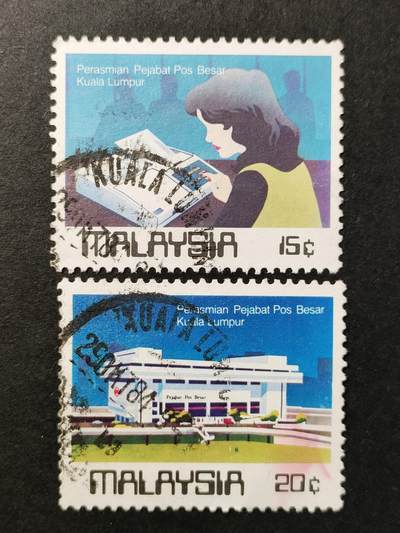 Perasmian Pejabat Pos Besar
Kuala Lumpur
KUALA LU
MALAYSIA 15¢
Perasmian Pejabat Pos Besar
Kuala Lumpur
KUALA LU
Pejabat Pos Besar
MALAYSIA 20¢